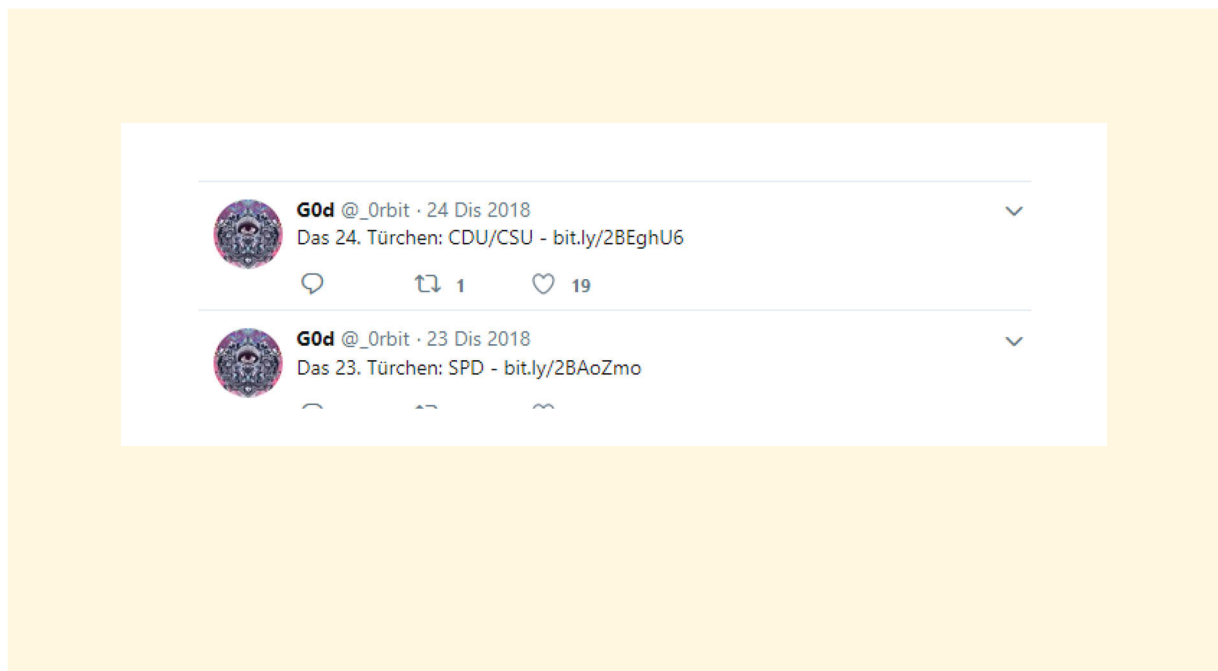 G0d @_0rbit · 24 Dis 2018
Das 24. Türchen: CDU/CSU - bit.ly/2BEghU6
1 19
G0d @_0rbit · 23 Dis 2018
Das 23. Türchen: SPD - bit.ly/2BAoZmo